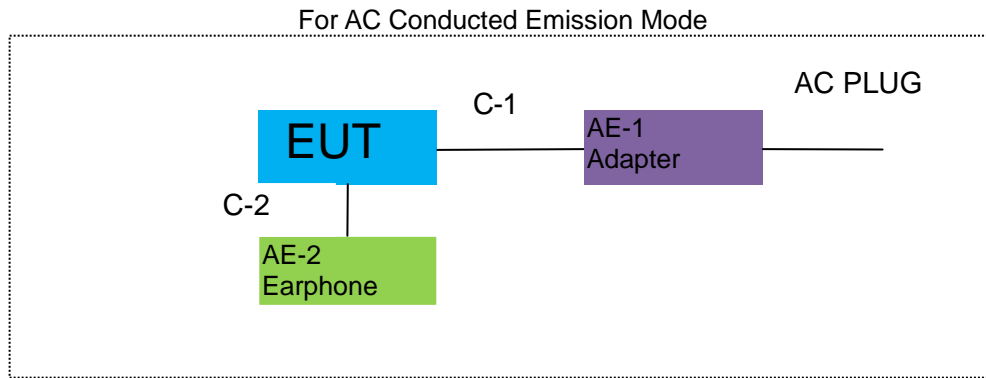 For AC Conducted Emission Mode
AC PLUG
C-1
EUT
AE-1
Adapter
C-2
AE-2
Earphone